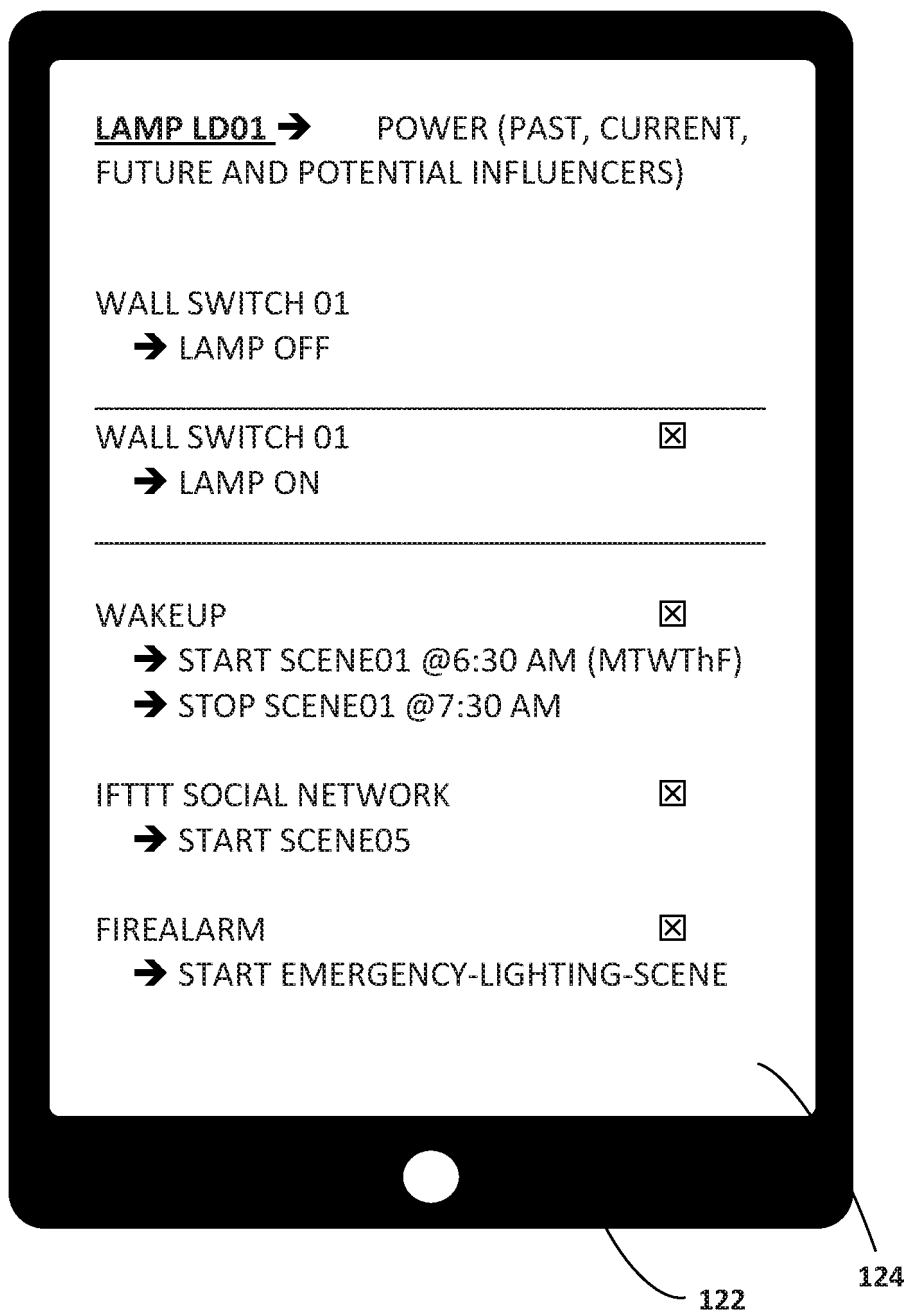 LAMP LD01 ➔ POWER (PAST, CURRENT,
FUTURE AND POTENTIAL INFLUENCERS)
WALL SWITCH 01
➔ LAMP OFF
WALL SWITCH 01 ☒
➔ LAMP ON
WAKEUP ☒
➔ START SCENE01 @6:30 AM (MTWThF)
➔ STOP SCENE01 @7:30 AM
IFTTT SOCIAL NETWORK ☒
➔ START SCENE05
FIREALARM ☒
➔ START EMERGENCY-LIGHTING-SCENE
124
122